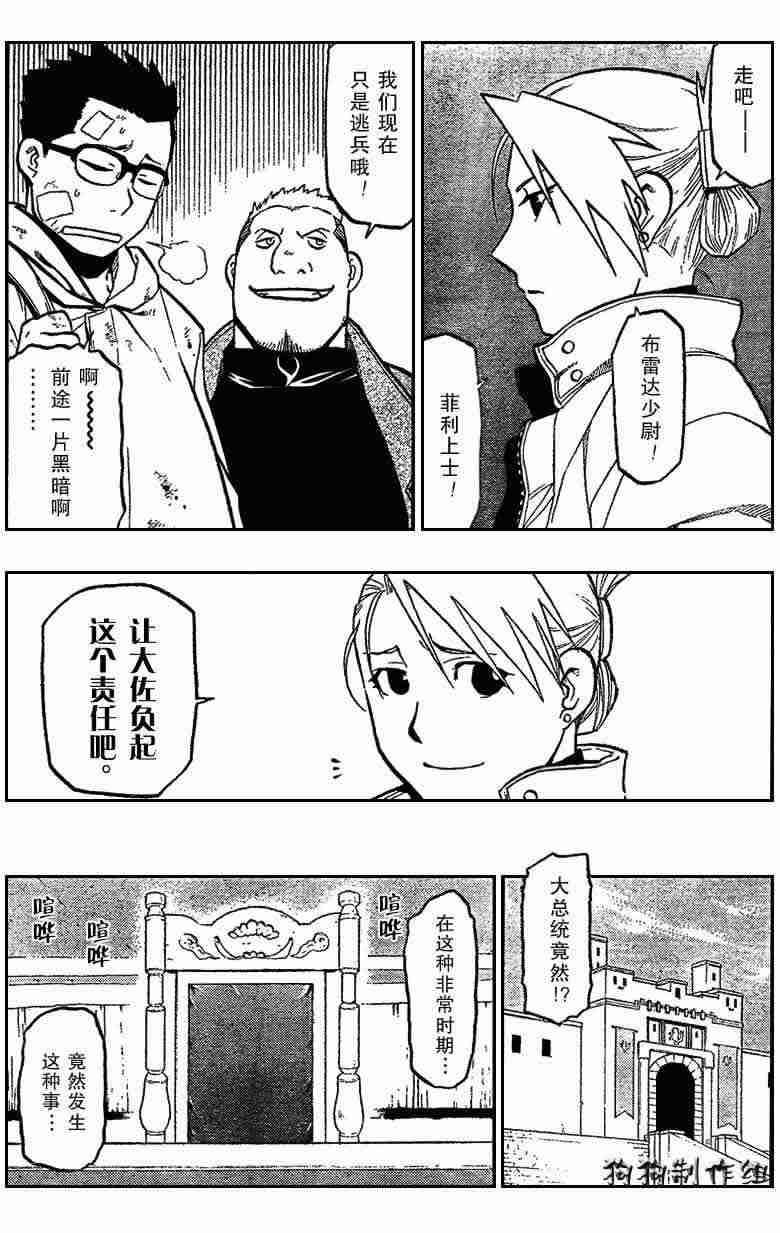 走吧——
布雷达少尉！
菲利上士！
我们现在
只是逃兵哦！
啊~~~~
前途一片黑暗啊
………
让大佐负起
这个责任吧。
大总统竟然!?
在这种非常时期…
喧哗
喧哗
喧哗
竟然发生
这种事…
狗狗制作组